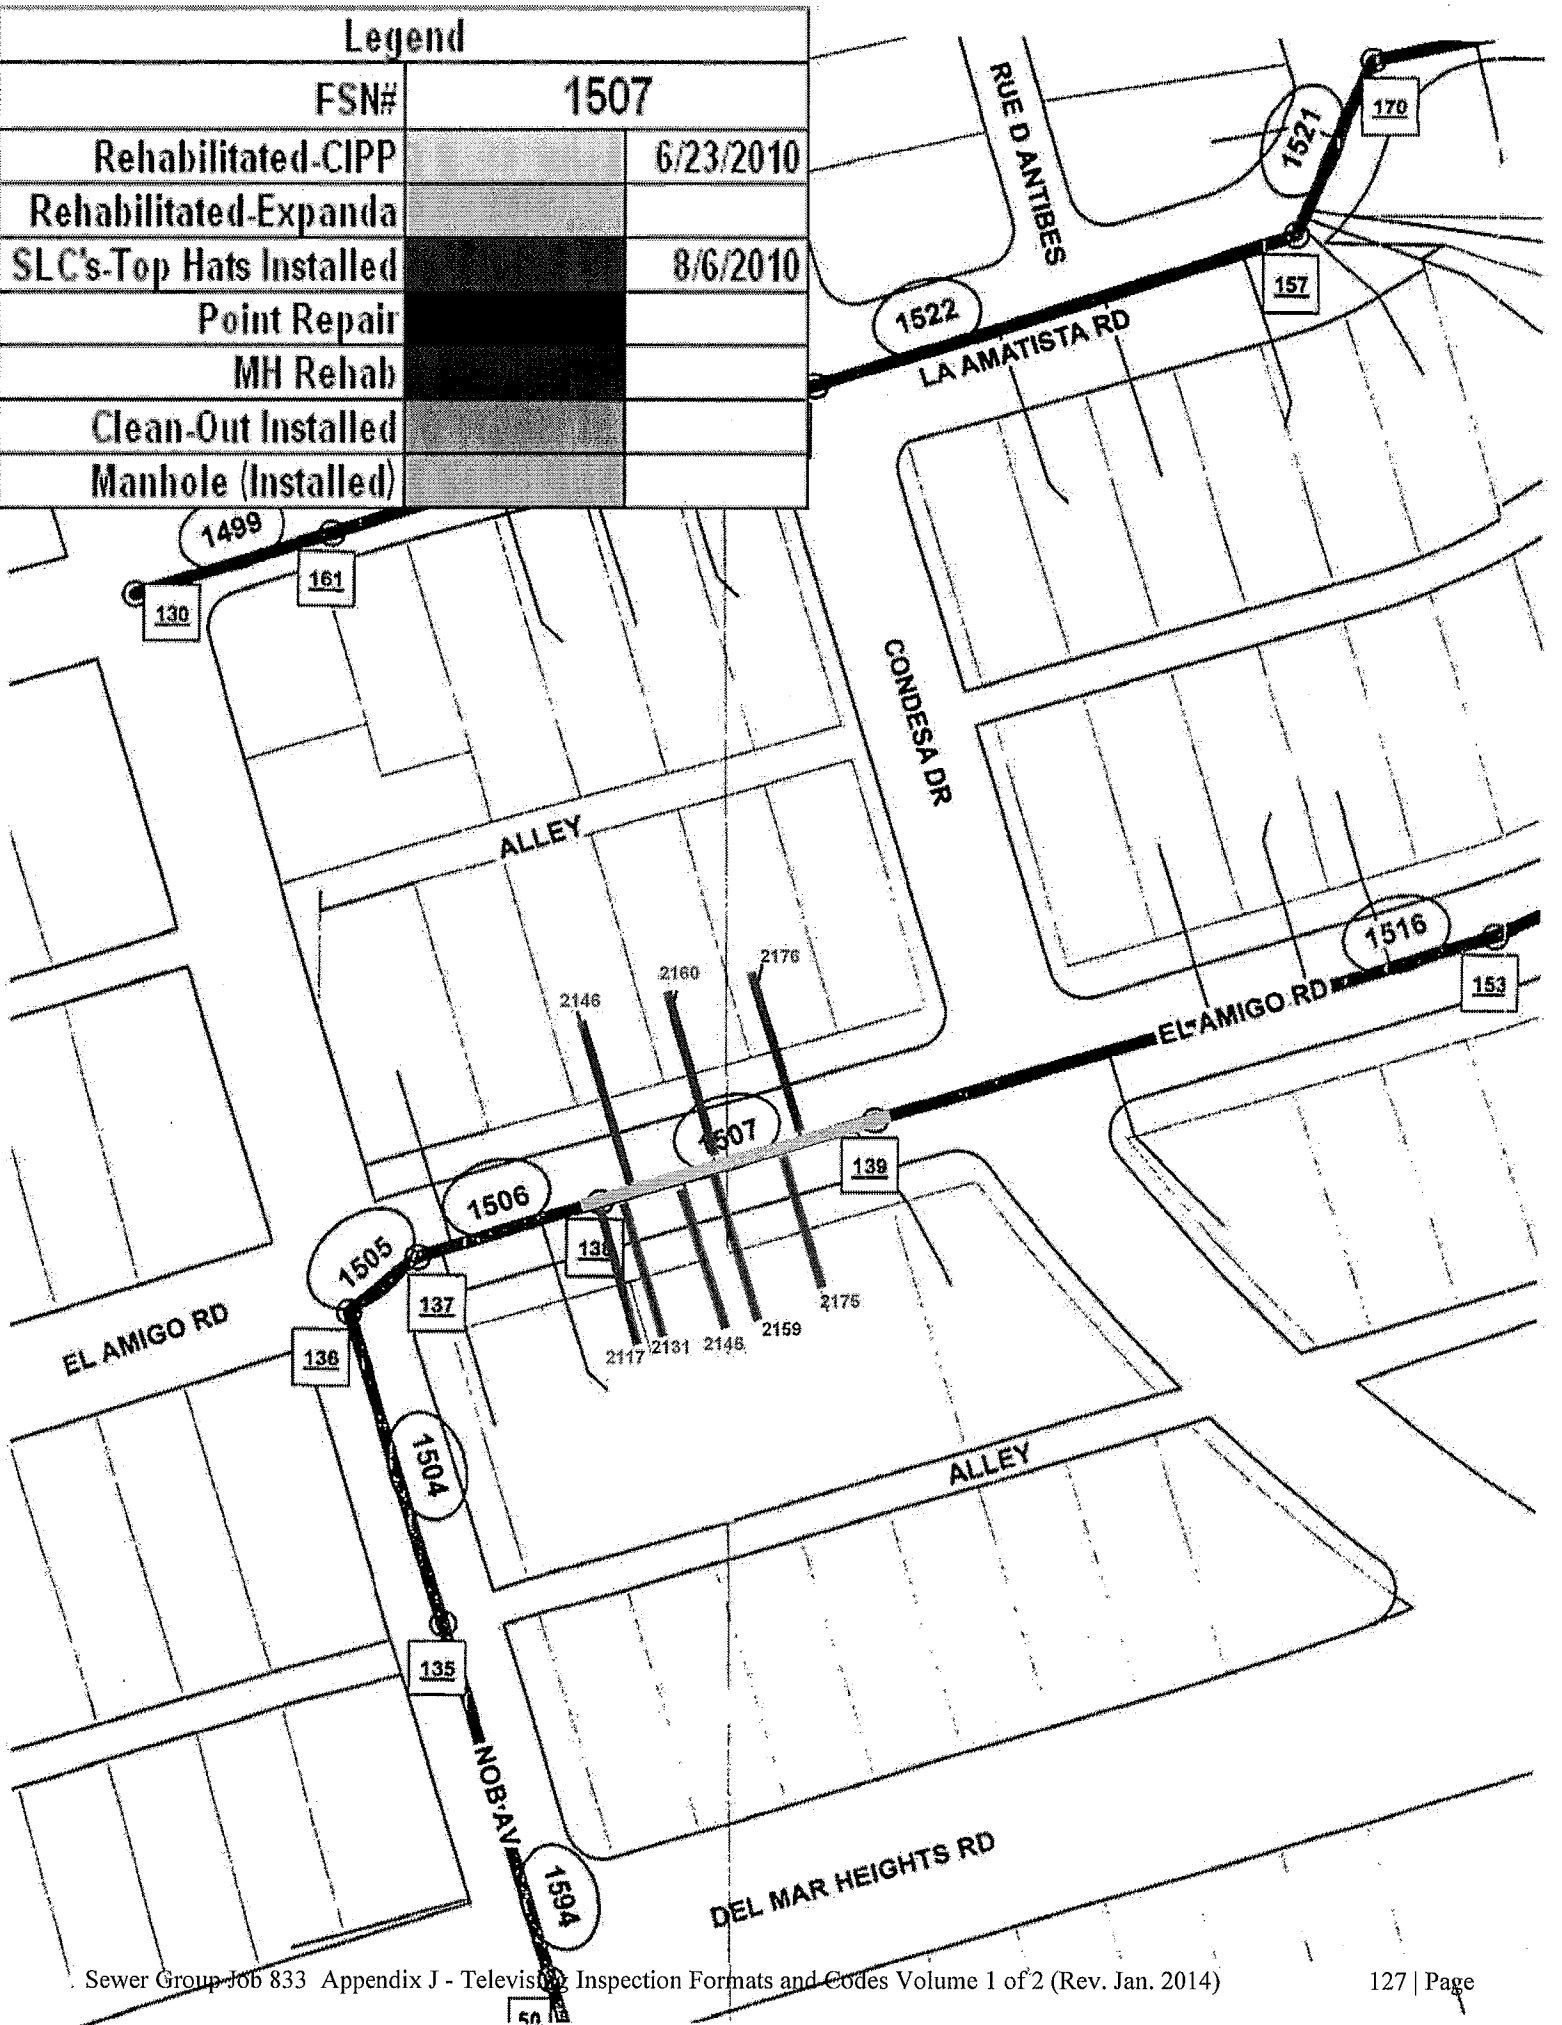 Legend
FSN# 1507
Rehabilitated-CIPP 6/23/2010
Rehabilitated-Expanda
SLC's-Top Hats Installed 8/6/2010
Point Repair
MH Rehab
Clean-Out Installed
Manhole (Installed)
RUE D ANTIBES
1521
170
157
1522
LA AMATISTA RD
1499
161
130
CONDESA DR
ALLEY
1516
153
EL AMIGO RD
2146
2160
2176
1507
139
1506
138
1505
137
136
EL AMIGO RD
2117
2131
2145
2159
2175
1504
ALLEY
135
NOB AV
1594
DEL MAR HEIGHTS RD
50
Sewer Group Job 833 Appendix J - Televising Inspection Formats and Codes Volume 1 of 2 (Rev. Jan. 2014) 127 | Page